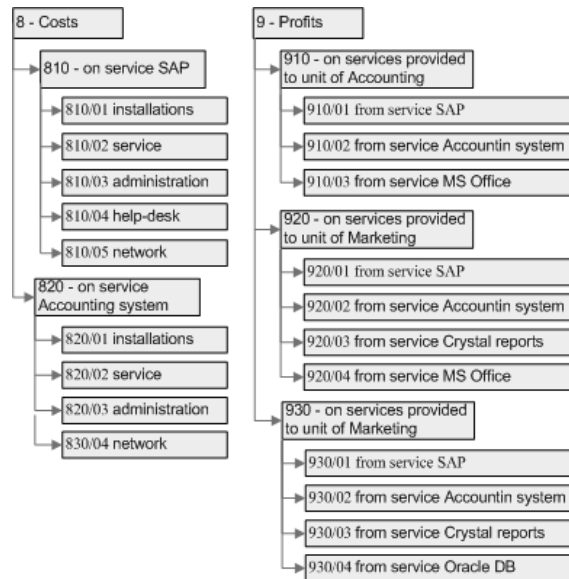 8 - Costs
810 - on service SAP
810/01 installations
810/02 service
810/03 administration
810/04 help-desk
810/05 network
820 - on service
Accounting system
820/01 installations
820/02 service
820/03 administration
830/04 network
9 - Profits
910 - on services provided
to unit of Accounting
910/01 from service SAP
910/02 from service Accountin system
910/03 from service MS Office
920 - on services provided
to unit of Marketing
920/01 from service SAP
920/02 from service Accountin system
920/03 from service Crystal reports
920/04 from service MS Office
930 - on services provided
to unit of Marketing
930/01 from service SAP
930/02 from service Accountin system
930/03 from service Crystal reports
930/04 from service Oracle DB